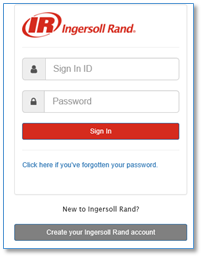 IR Ingersoll Rand®
Sign In ID
Password
Sign In
Click here if you've forgotten your password.
New to Ingersoll Rand?
Create your Ingersoll Rand account